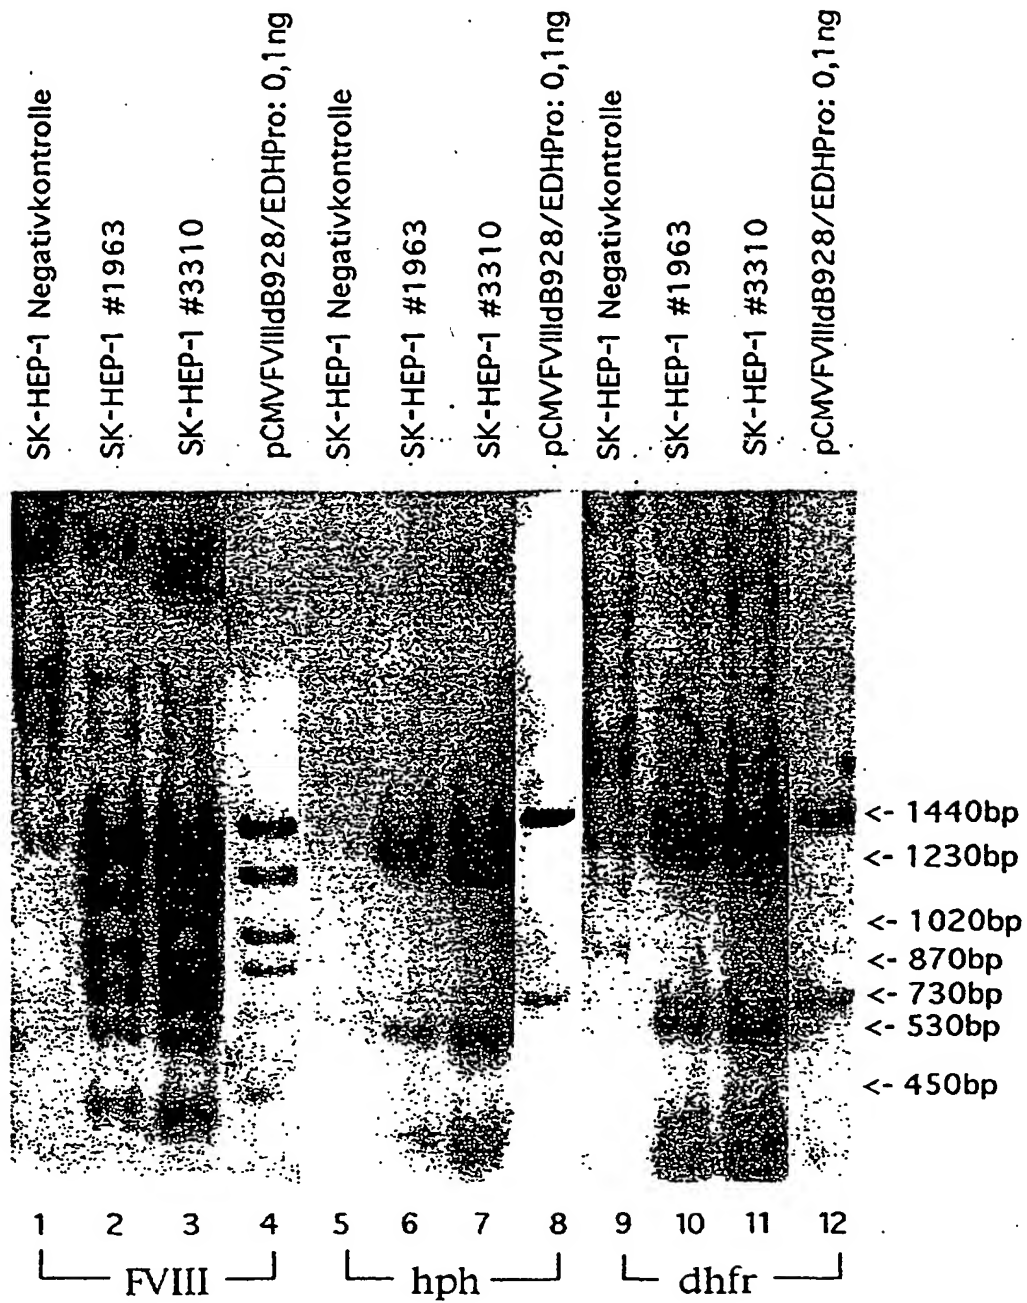 SK-HEP-1 Negativkontrolle
SK-HEP-1 #1963
SK-HEP-1 #3310
pCMVFVIIIdB928/EDHPro: 0,1ng
SK-HEP-1 Negativkontrolle
SK-HEP-1 #1963
SK-HEP-1 #3310
pCMVFVIIIdB928/EDHPro: 0,1ng
SK-HEP-1 Negativkontrolle
SK-HEP-1 #1963
SK-HEP-1 #3310
pCMVFVIIIdB928/EDHPro: 0,1ng
<- 1440bp
<- 1230bp
<- 1020bp
<- 870bp
<- 730bp
<- 530bp
<- 450bp
1 2 3 4 5 6 7 8 9 10 11 12
FVIII hph dhfr